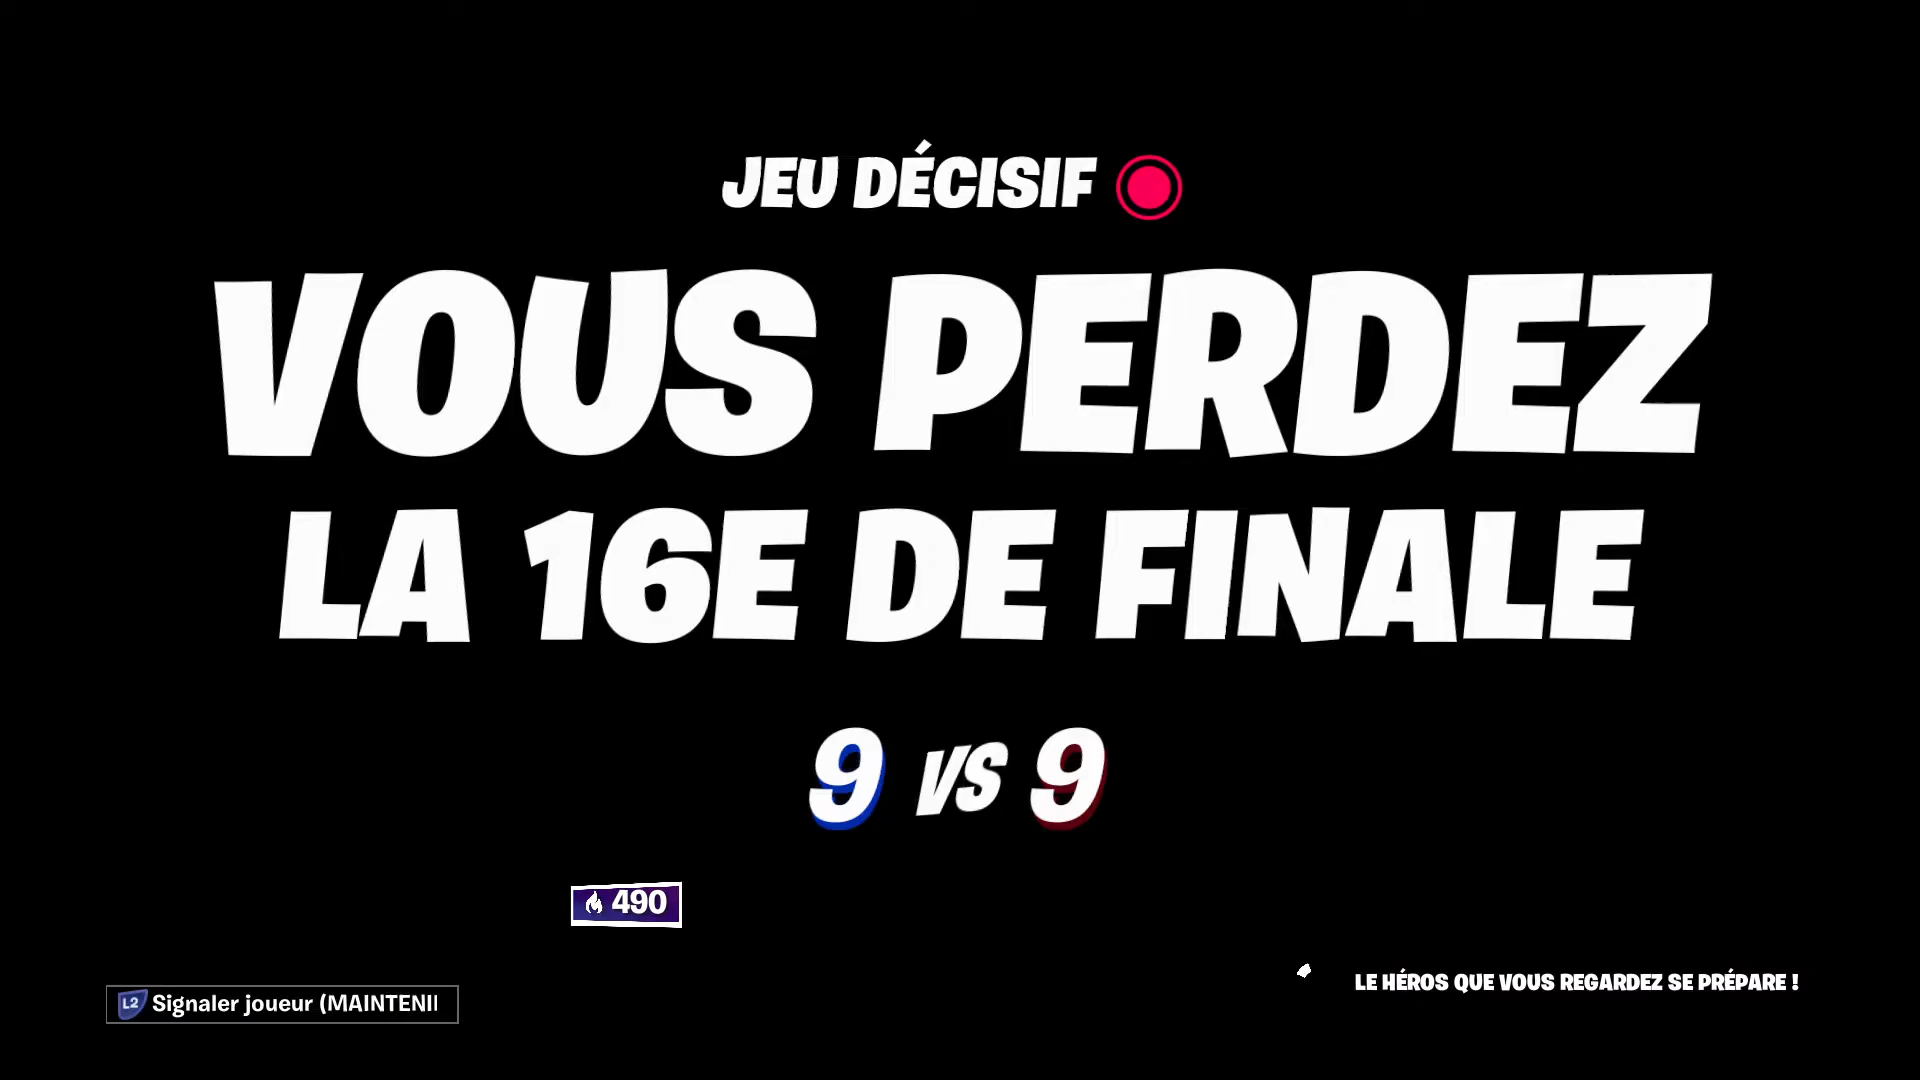 JEU DÉCISIF
VOUS PERDEZ
LA 16E DE FINALE
9 VS 9
490
LE HÉROS QUE VOUS REGARDEZ SE PRÉPARE !
L2 Signaler joueur (MAINTENI